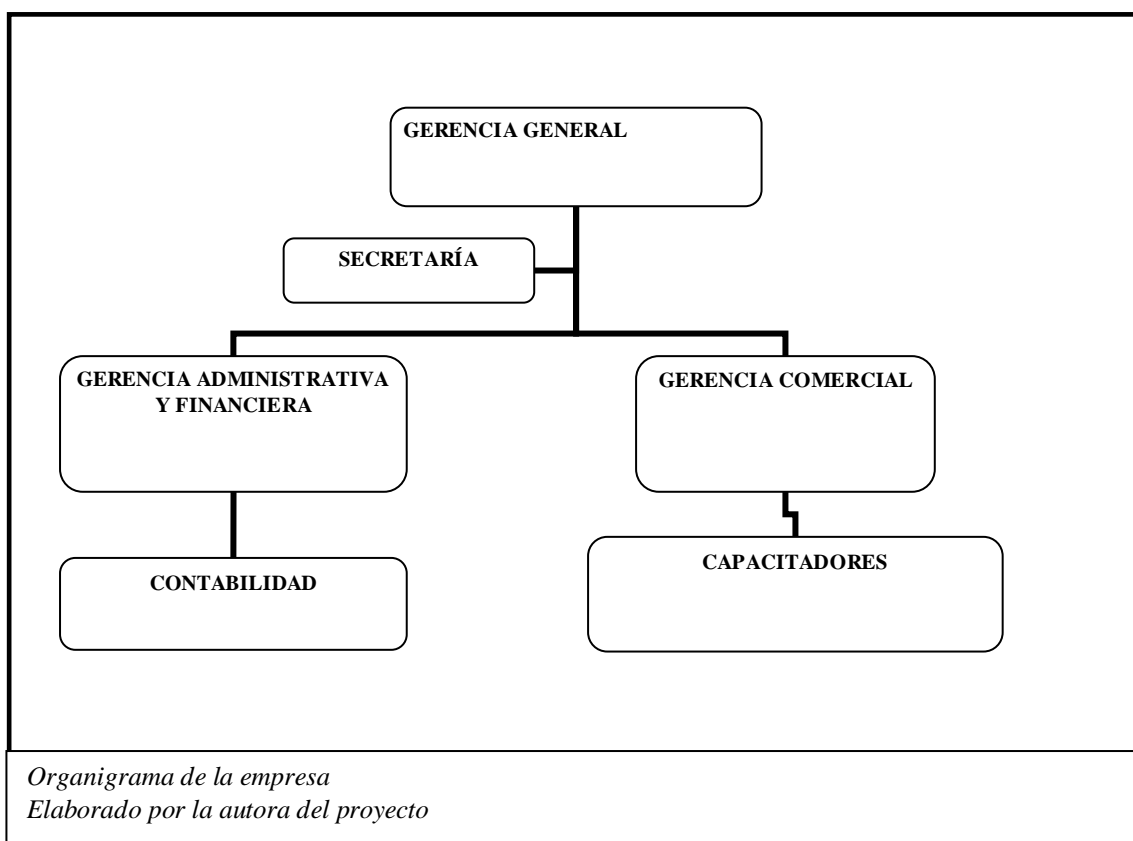 GERENCIA GENERAL
SECRETARÍA
GERENCIA ADMINISTRATIVA
Y FINANCIERA
GERENCIA COMERCIAL
CONTABILIDAD
CAPACITADORES
Organigrama de la empresa
Elaborado por la autora del proyecto